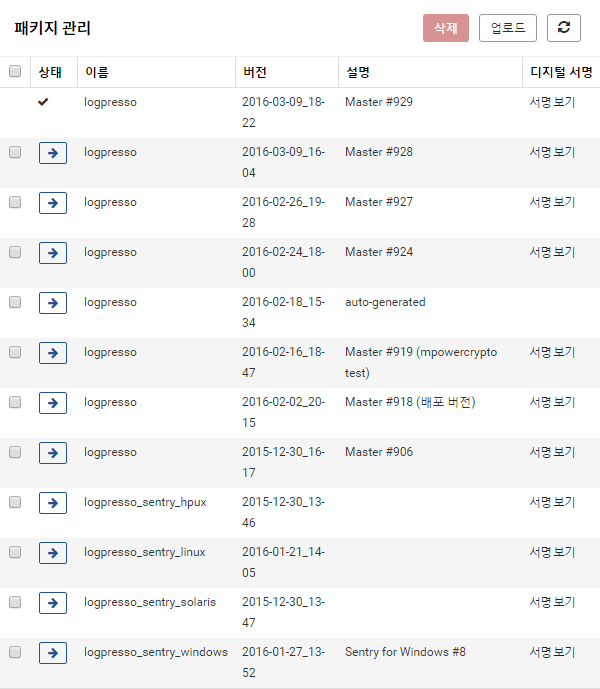 패키지 관리
삭제
업로드
상태 이름 버전 설명 디지털 서명
logpresso 2016-03-09_18- Master #929 서명 보기
22
logpresso 2016-03-09_16- Master #928 서명 보기
04
logpresso 2016-02-26_19- Master #927 서명 보기
28
logpresso 2016-02-24_18- Master #924 서명 보기
00
logpresso 2016-02-18_15- auto-generated
34
logpresso 2016-02-16_18- Master #919 (mpowercrypto 서명 보기
47 test)
logpresso 2016-02-02_20- Master #918 (배포 버전) 서명 보기
15
logpresso 2015-12-30_16- Master #906 서명 보기
17
logpresso_sentry_hpux 2015-12-30_13- 서명 보기
46
logpresso_sentry_linux 2016-01-21_14- 서명 보기
05
logpresso_sentry_solaris 2015-12-30_13- 서명 보기
47
logpresso_sentry_windows 2016-01-27_13- Sentry for Windows #8 서명 보기
52